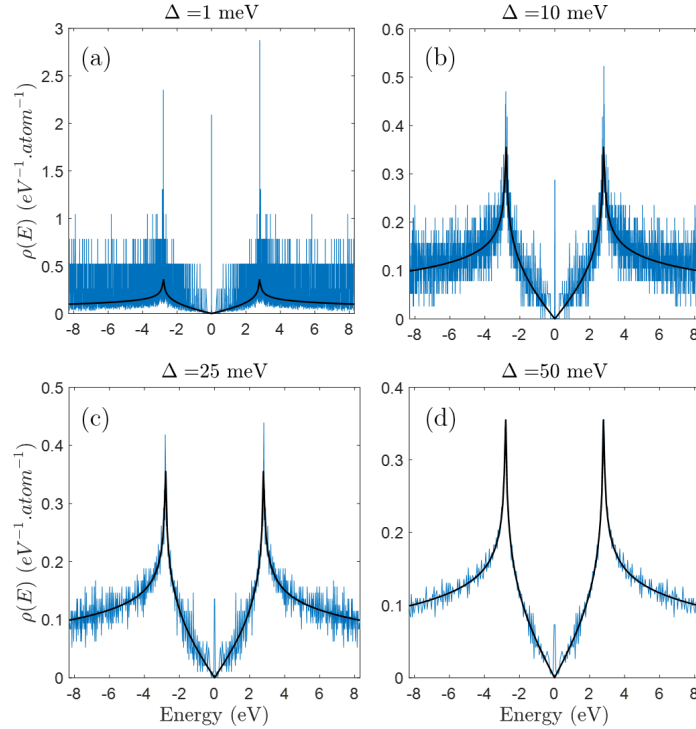 Δ =1 meV
Δ =10 meV
(a)
(b)
ρ(E) (eV⁻¹.atom⁻¹)
3
2.5
2
1.5
1
0.5
0
-8 -6 -4 -2 0 2 4 6 8
0.6
0.5
0.4
0.3
0.2
0.1
0
-8 -6 -4 -2 0 2 4 6 8
Δ =25 meV
Δ =50 meV
(c)
(d)
ρ(E) (eV⁻¹.atom⁻¹)
0.5
0.4
0.3
0.2
0.1
0
-8 -6 -4 -2 0 2 4 6 8
Energy (eV)
0.4
0.3
0.2
0.1
0
-8 -6 -4 -2 0 2 4 6 8
Energy (eV)